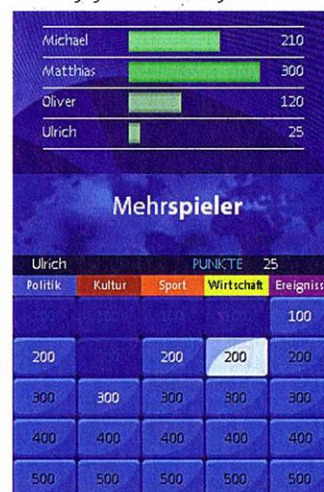 Michael 210
Matthias 300
Oliver 120
Ulrich 25
Mehrspieler
Ulrich PUNKTE 25
Politik Kultur Sport Wirtschaft Ereigniss
100
200 200 200 200
300 300 300 300 300
400 400 400 400 400
500 500 500 500 500